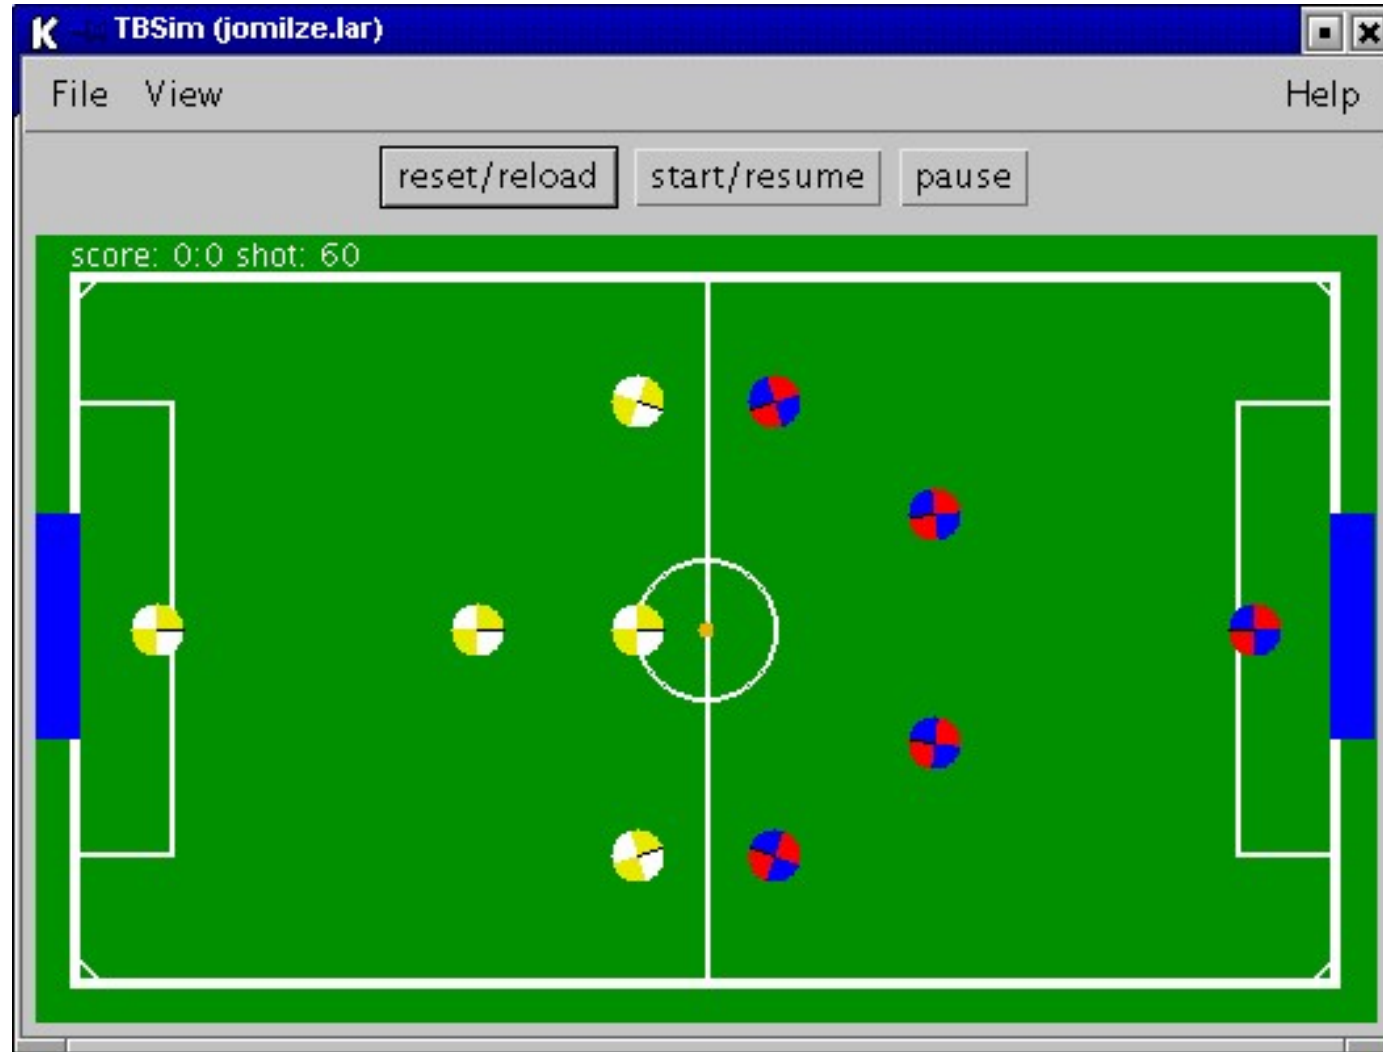 TBSim (jomilze.lar)
File View Help
reset/reload start/resume pause
score: 0:0 shot: 60